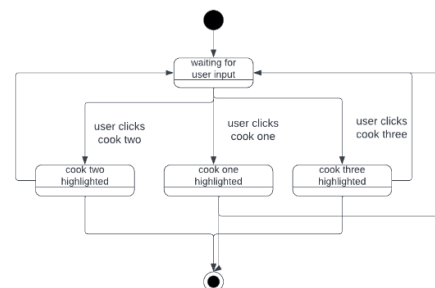 waiting for
user input
user clicks
cook two
user clicks
cook one
user clicks
cook three
cook two
highlighted
cook one
highlighted
cook three
highlighted